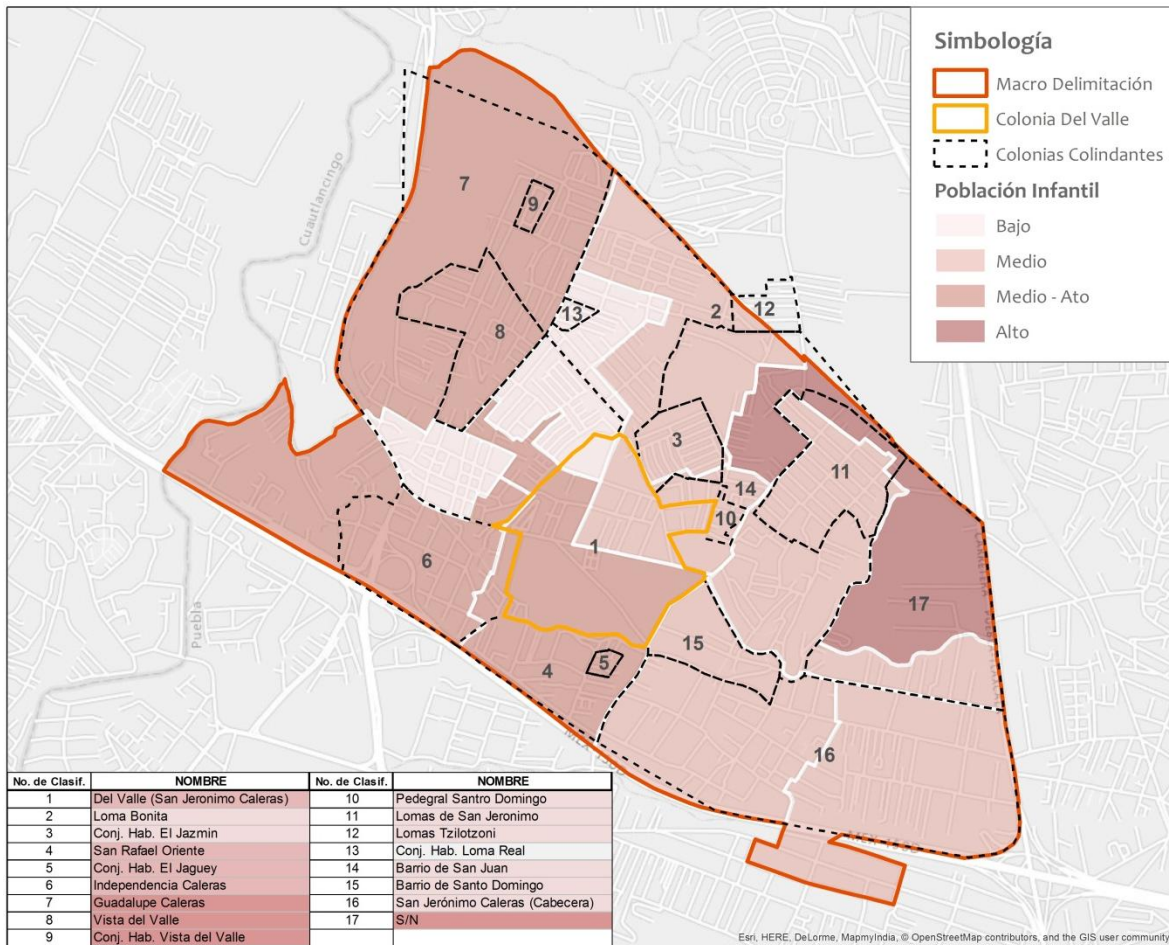 Simbología
Macro Delimitación
Colonia Del Valle
Colonias Colindantes
Población Infantil
Bajo
Medio
Medio - Ato
Alto
Cuautlancingo
7
9
8
13
2
12
3
11
14
10
1
6
17
15
5
4
16
Puebla
No. de Clasif. NOMBRE No. de Clasif. NOMBRE
1 Del Valle (San Jeronimo Caleras) 10 Pedegral Santro Domingo
2 Loma Bonita 11 Lomas de San Jeronimo
3 Conj. Hab. El Jazmin 12 Lomas Tzilotzoni
4 San Rafael Oriente 13 Conj. Hab. Loma Real
5 Conj. Hab. El Jaguey 14 Barrio de San Juan
6 Independencia Caleras 15 Barrio de Santo Domingo
7 Guadalupe Caleras 16 San Jerónimo Caleras (Cabecera)
8 Vista del Valle 17 S/N
9 Conj. Hab. Vista del Valle
Esri, HERE, DeLorme, MapmyIndia, © OpenStreetMap contributors, and the GIS user community